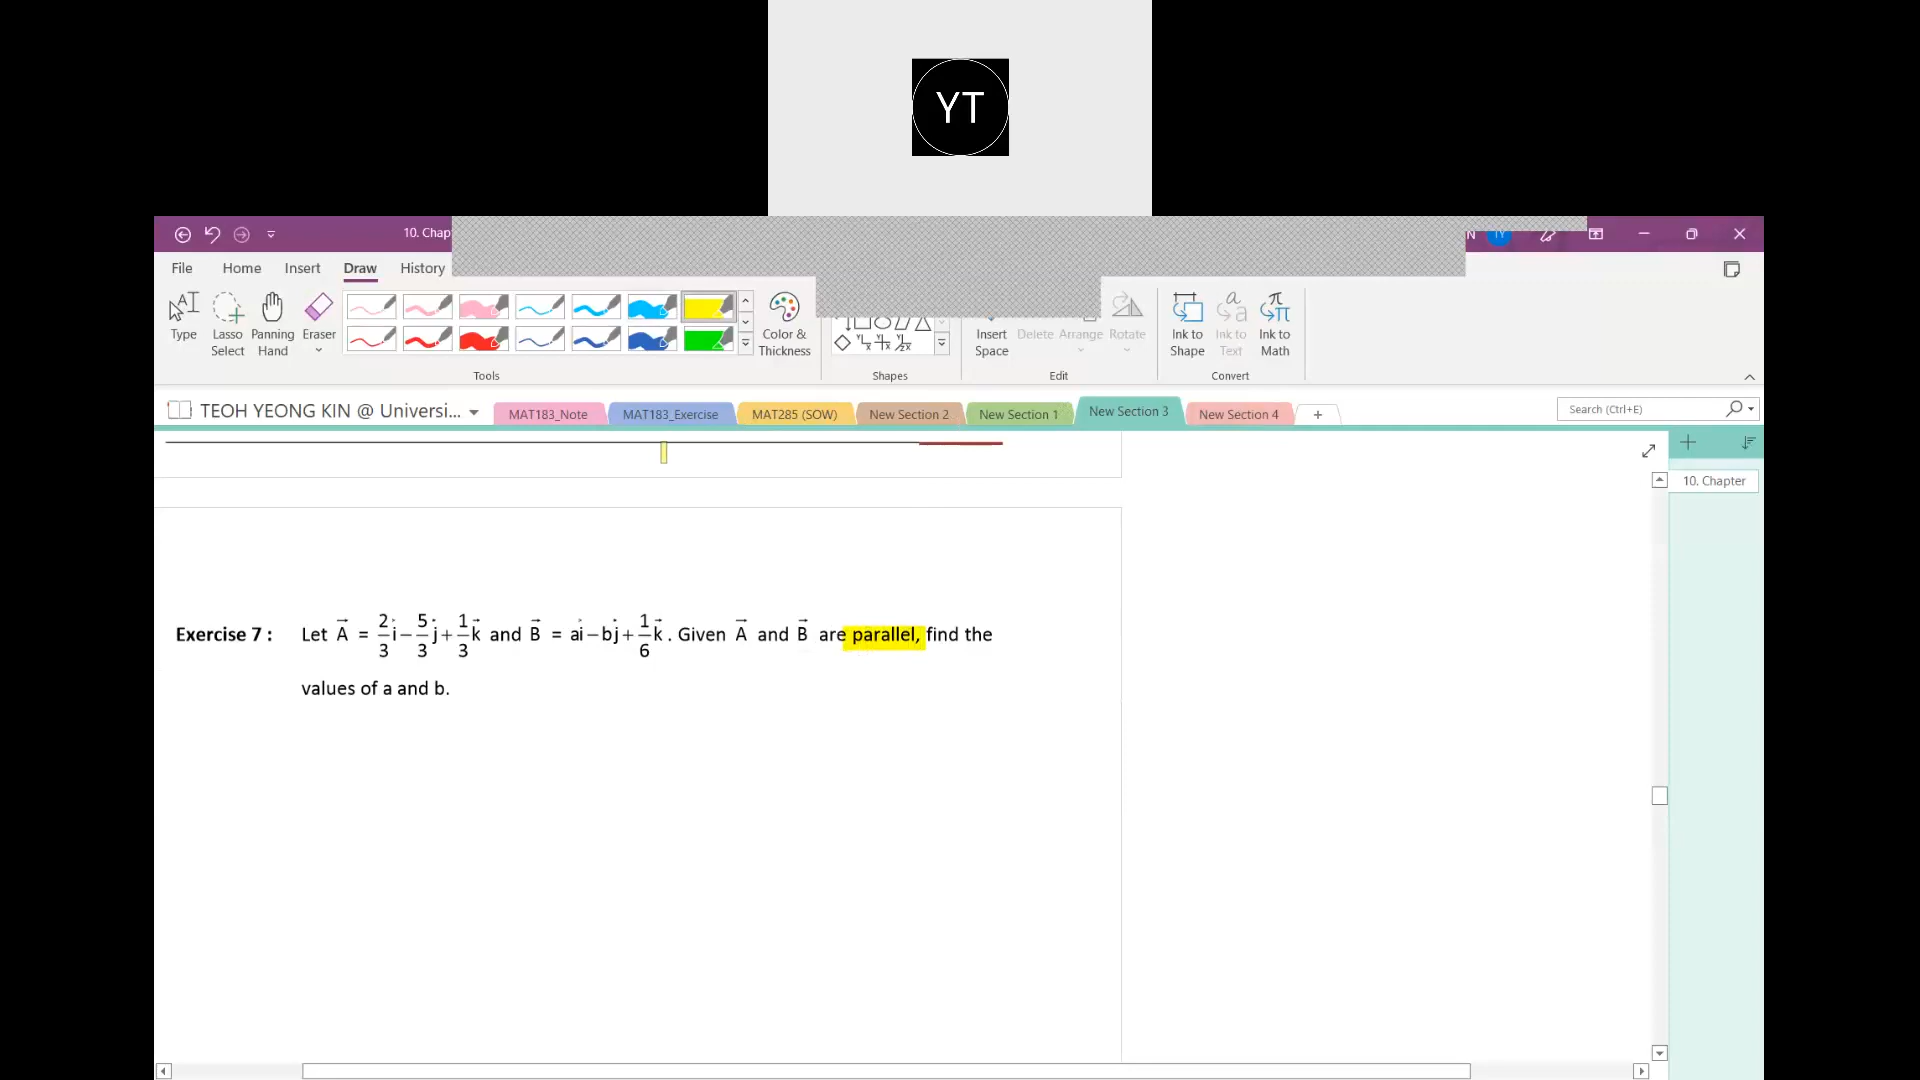 YT
10. Chap
N YT
File Home Insert Draw History
Type Lasso Select Panning Hand Eraser Color & Thickness Insert Space Delete Arrange Rotate Ink to Shape Ink to Text Ink to Math
Tools Shapes Edit Convert
TEOH YEONG KIN @ Universi... MAT183_Note MAT183_Exercise MAT285 (SOW) New Section 2 New Section 1 New Section 3 New Section 4 + Search (Ctrl+E)
10. Chapter
Exercise 7 : Let A⃗ = 2/3 i⃗ − 5/3 j⃗ + 1/3 k⃗ and B⃗ = ai⃗ − bj⃗ + 1/6 k⃗ . Given A⃗ and B⃗ are parallel, find the
values of a and b.